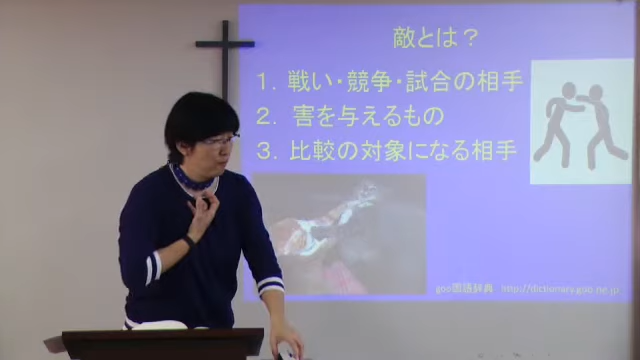 敵とは？
１．戦い・競争・試合の相手
２．害を与えるもの
３．比較の対象になる相手
goo国語辞典 http://dictionary.goo.ne.jp/